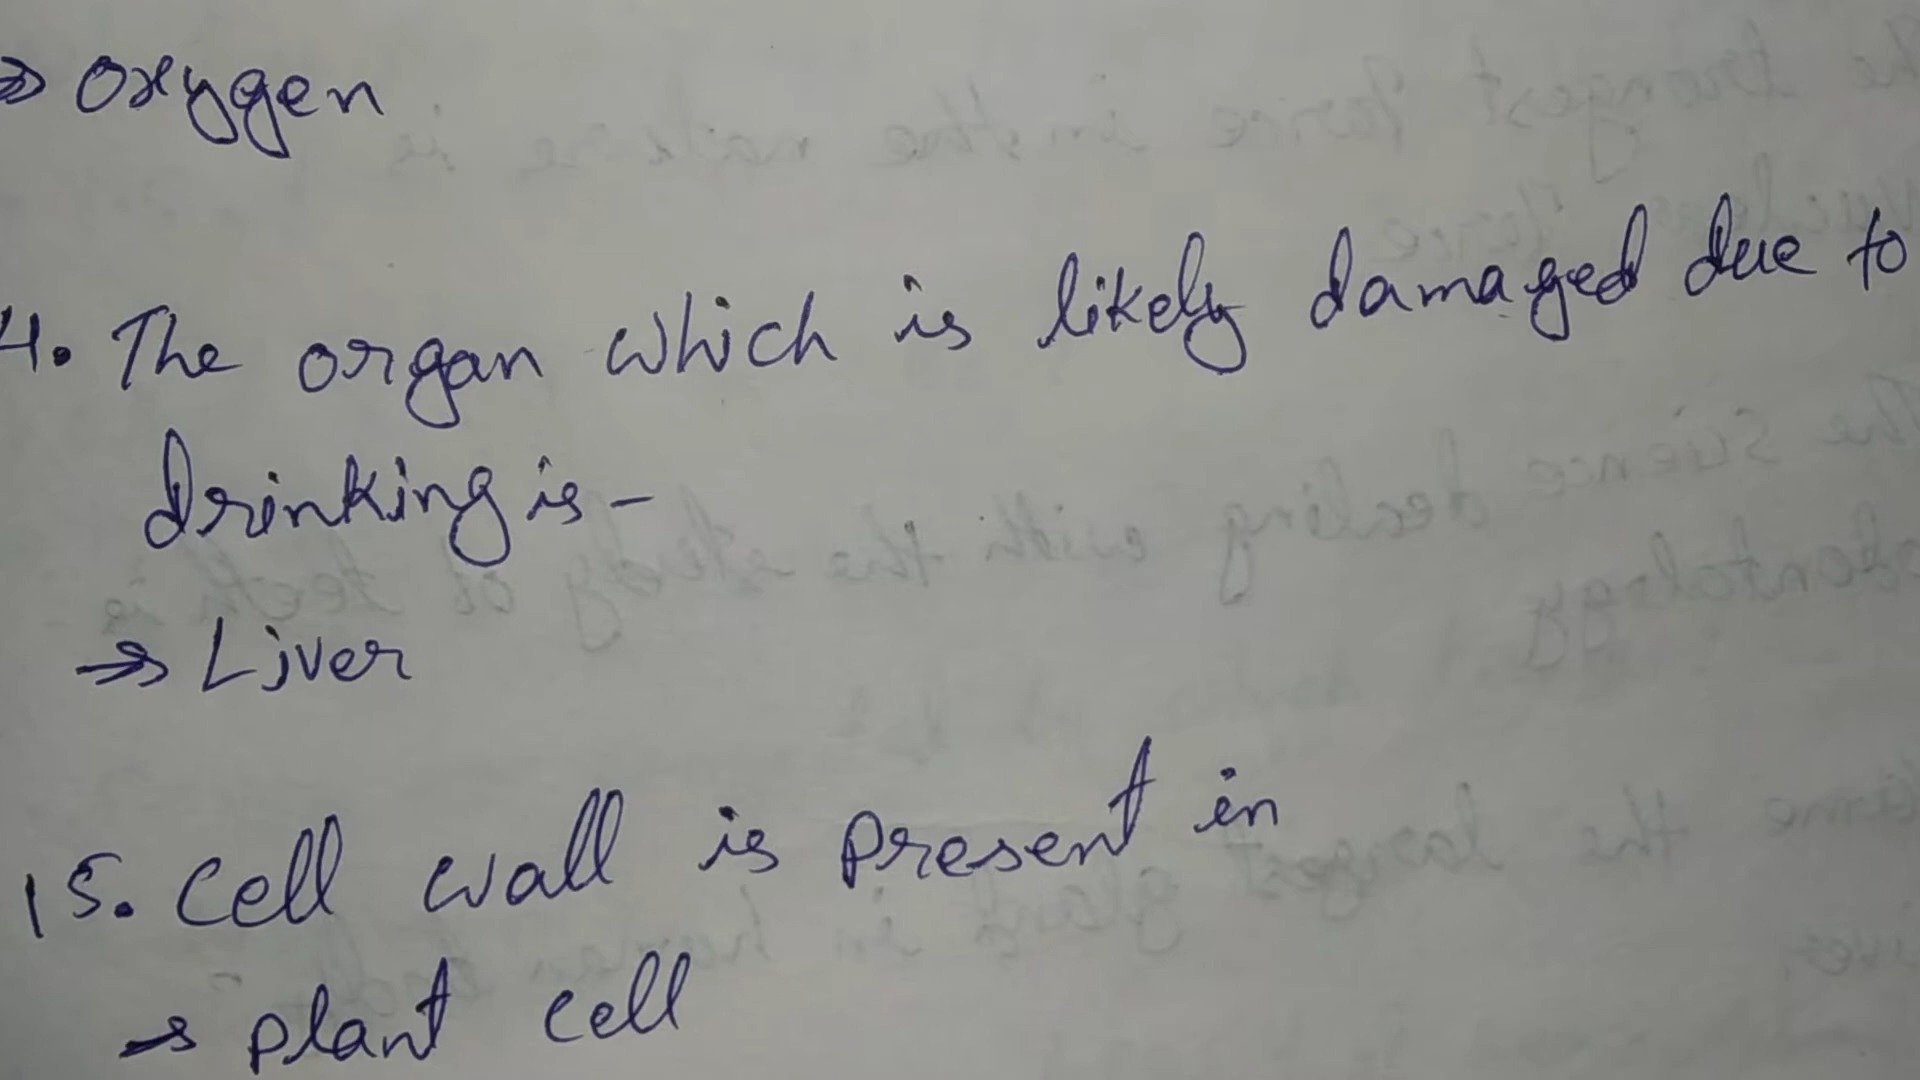 ⇒ Oxygen
4. The organ which is likely damaged due to
drinking is -
⇒ Liver
15. Cell wall is present in
→ plant cell